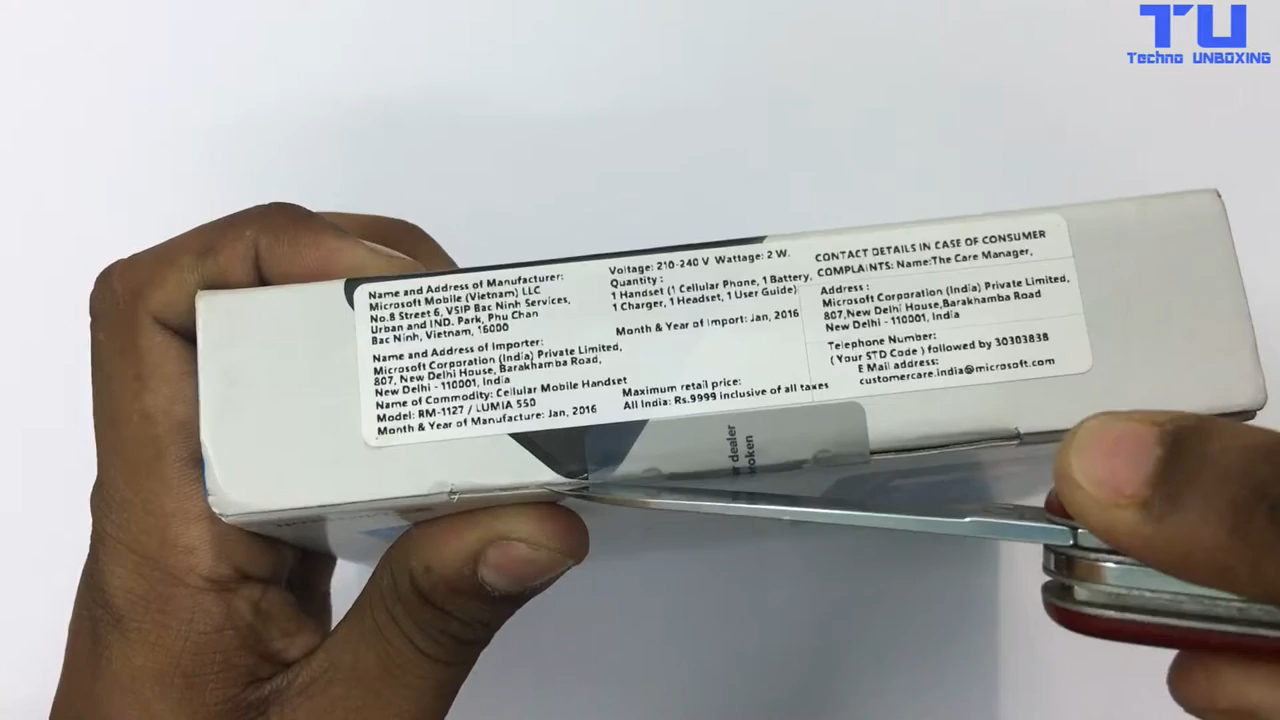 TU
Techno UNBOXING
Name and Address of Manufacturer:
Microsoft Mobile (Vietnam) LLC
No.8 Street 6, VSIP Bac Ninh Services,
Urban and IND. Park, Phu Chan
Bac Ninh, Vietnam, 16000
Name and Address of Importer:
Microsoft Corporation (India) Private Limited,
807, New Delhi House, Barakhamba Road,
New Delhi - 110001, India
Name of Commodity: Cellular Mobile Handset
Model: RM-1127 / LUMIA 550
Month & Year of Manufacture: Jan, 2016
Voltage: 210-240 V Wattage: 2 W.
Quantity :
1 Handset (1 Cellular Phone, 1 Battery,
1 Charger, 1 Headset, 1 User Guide)
Month & Year of Import: Jan, 2016
Maximum retail price:
All India: Rs.9999 inclusive of all taxes
CONTACT DETAILS IN CASE OF CONSUMER
COMPLAINTS: Name:The Care Manager,
Address :
Microsoft Corporation (India) Private Limited,
807,New Delhi House,Barakhamba Road
New Delhi - 110001, India
Telephone Number:
( Your STD Code ) followed by 30303838
E Mail address:
customercare.india@microsoft.com
dealer